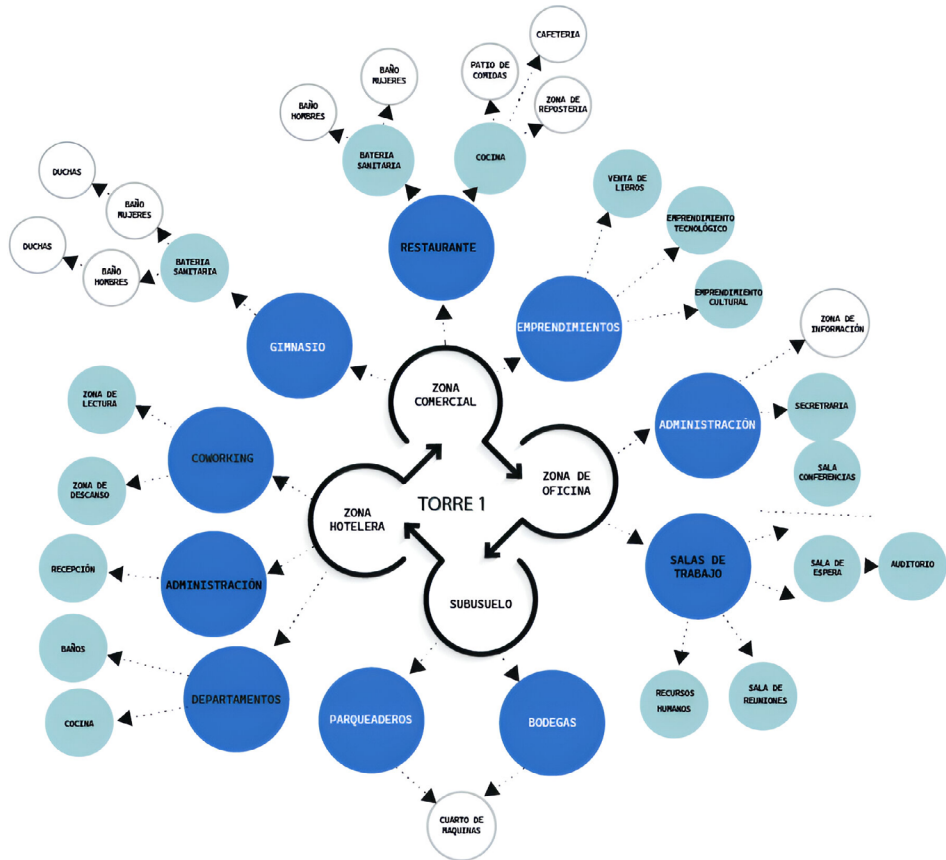 CAFETERIA
PATIO DE
COMIDAS
BAÑO
MUJERES
ZONA DE
REPOSTERIA
BAÑO
HOMBRES
BATERIA
SANITARIA
COCINA
DUCHAS
VENTA DE
LIBROS
BAÑO
MUJERES
EMPRENDIMIENTO
TECNOLÓGICO
DUCHAS
RESTAURANTE
BAÑO
HOMBRES
BATERIA
SANITARIA
EMPRENDIMIENTO
CULTURAL
EMPRENDIMIENTOS
ZONA DE
INFORMACIÓN
GIMNASIO
ZONA
COMERCIAL
ZONA DE
LECTURA
SECRETRARIA
ADMINISTRACIÓN
COWORKING
SALA
CONFERENCIAS
ZONA DE
OFICINA
ZONA DE
DESCANSO
TORRE 1
ZONA
HOTELERA
RECEPCIÓN
ADMINISTRACIÓN
SALAS DE
TRABAJO
SALA DE
ESPERA
AUDITORIO
SUBUSUELO
BAÑOS
DEPARTAMENTOS
RECURSOS
HUMANOS
SALA DE
REUNIONES
COCINA
PARQUEADEROS
BODEGAS
CUARTO DE
MAQUINAS